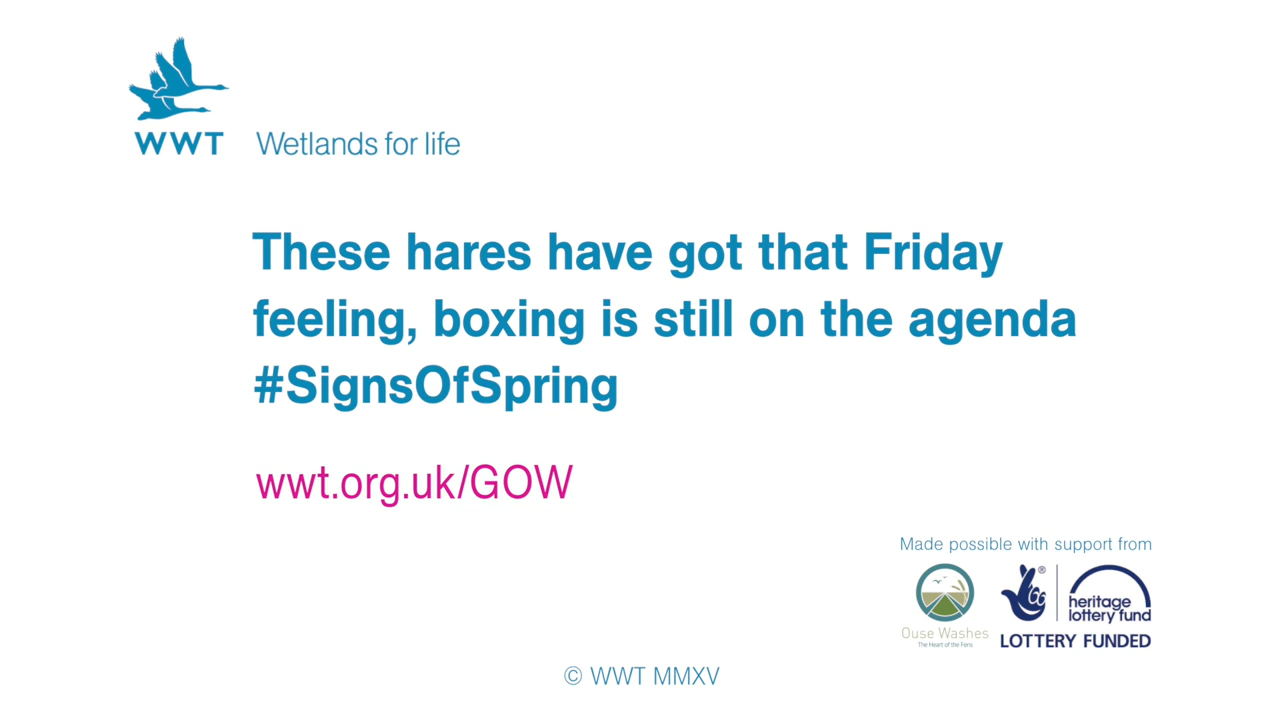 WWT Wetlands for life
These hares have got that Friday
feeling, boxing is still on the agenda
#SignsOfSpring
wwt.org.uk/GOW
Made possible with support from
Ouse Washes
The Heart of the Fens
®
heritage
lottery fund
LOTTERY FUNDED
© WWT MMXV